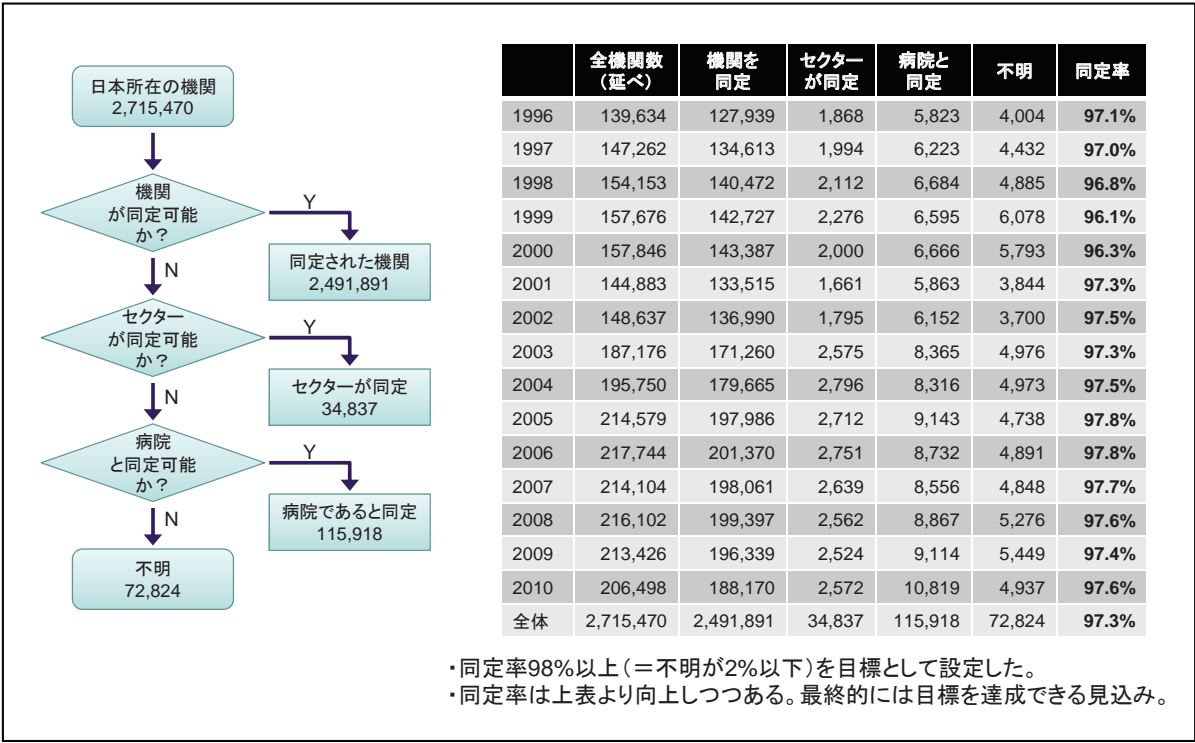 日本所在の機関
2,715,470
機関
が同定可能
か？
Y
同定された機関
2,491,891
N
セクター
が同定可能
か？
Y
セクターが同定
34,837
N
病院
と同定可能
か？
Y
病院であると同定
115,918
N
不明
72,824
全機関数
（延べ） 機関を
同定 セクター
が同定 病院と
同定 不明 同定率
1996 139,634 127,939 1,868 5,823 4,004 97.1%
1997 147,262 134,613 1,994 6,223 4,432 97.0%
1998 154,153 140,472 2,112 6,684 4,885 96.8%
1999 157,676 142,727 2,276 6,595 6,078 96.1%
2000 157,846 143,387 2,000 6,666 5,793 96.3%
2001 144,883 133,515 1,661 5,863 3,844 97.3%
2002 148,637 136,990 1,795 6,152 3,700 97.5%
2003 187,176 171,260 2,575 8,365 4,976 97.3%
2004 195,750 179,665 2,796 8,316 4,973 97.5%
2005 214,579 197,986 2,712 9,143 4,738 97.8%
2006 217,744 201,370 2,751 8,732 4,891 97.8%
2007 214,104 198,061 2,639 8,556 4,848 97.7%
2008 216,102 199,397 2,562 8,867 5,276 97.6%
2009 213,426 196,339 2,524 9,114 5,449 97.4%
2010 206,498 188,170 2,572 10,819 4,937 97.6%
全体 2,715,470 2,491,891 34,837 115,918 72,824 97.3%
・同定率98%以上（＝不明が2%以下）を目標として設定した。
・同定率は上表より向上しつつある。最終的には目標を達成できる見込み。